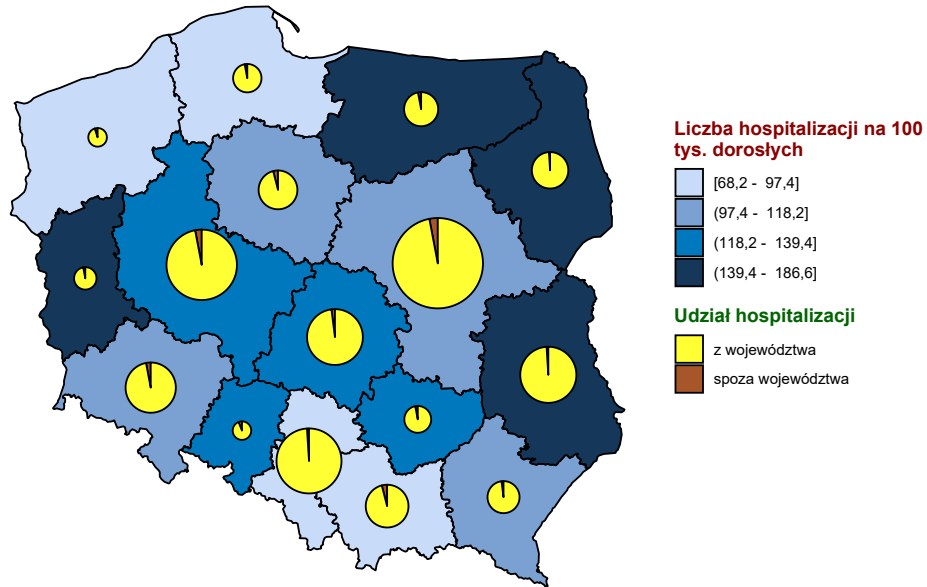 Liczba hospitalizacji na 100
tys. dorosłych
[68,2 - 97,4]
(97,4 - 118,2]
(118,2 - 139,4]
(139,4 - 186,6]
Udział hospitalizacji
z województwa
spoza województwa